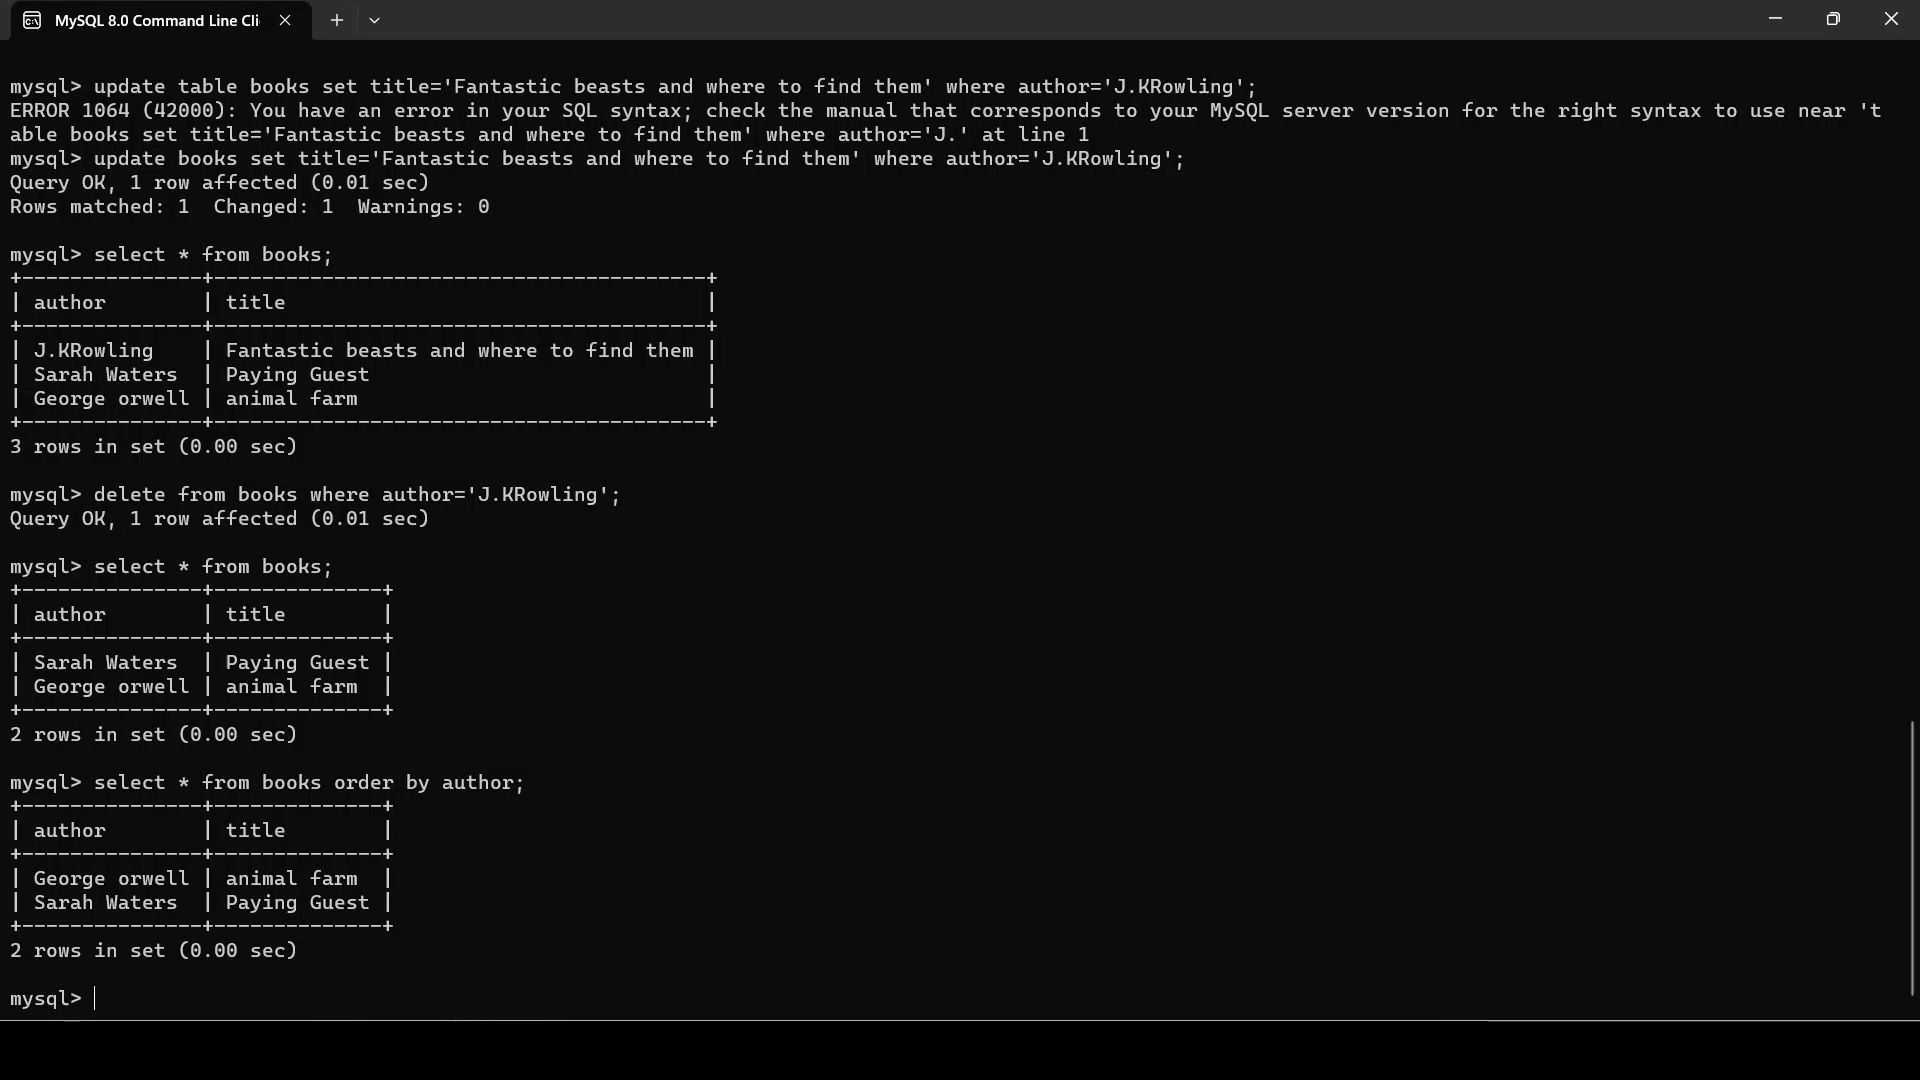 MySQL 8.0 Command Line Cli
mysql> update table books set title='Fantastic beasts and where to find them' where author='J.KRowling';
ERROR 1064 (42000): You have an error in your SQL syntax; check the manual that corresponds to your MySQL server version for the right syntax to use near 't
able books set title='Fantastic beasts and where to find them' where author='J.' at line 1
mysql> update books set title='Fantastic beasts and where to find them' where author='J.KRowling';
Query OK, 1 row affected (0.01 sec)
Rows matched: 1  Changed: 1  Warnings: 0
mysql> select * from books;
+---------------+-----------------------------------------+
| author        | title                                   |
+---------------+-----------------------------------------+
| J.KRowling    | Fantastic beasts and where to find them |
| Sarah Waters  | Paying Guest                            |
| George orwell | animal farm                             |
+---------------+-----------------------------------------+
3 rows in set (0.00 sec)
mysql> delete from books where author='J.KRowling';
Query OK, 1 row affected (0.01 sec)
mysql> select * from books;
+---------------+--------------+
| author        | title        |
+---------------+--------------+
| Sarah Waters  | Paying Guest |
| George orwell | animal farm  |
+---------------+--------------+
2 rows in set (0.00 sec)
mysql> select * from books order by author;
+---------------+--------------+
| author        | title        |
+---------------+--------------+
| George orwell | animal farm  |
| Sarah Waters  | Paying Guest |
+---------------+--------------+
2 rows in set (0.00 sec)
mysql>